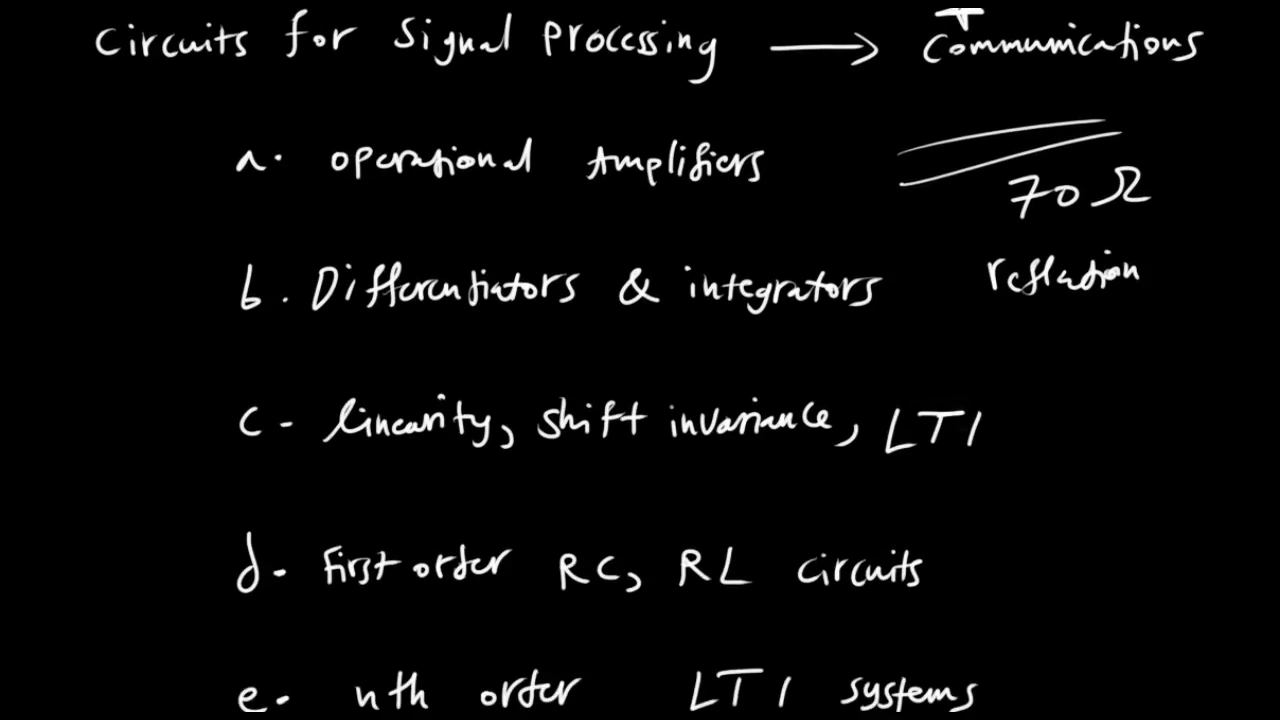 Circuits for Signal Processing → Communications
a. Operational Amplifiers
70 Ω
b. Differentiators & integrators
reflection
c - linearity, shift invariance, LTI
d - First order RC, RL circuits
e - nth order LTI systems